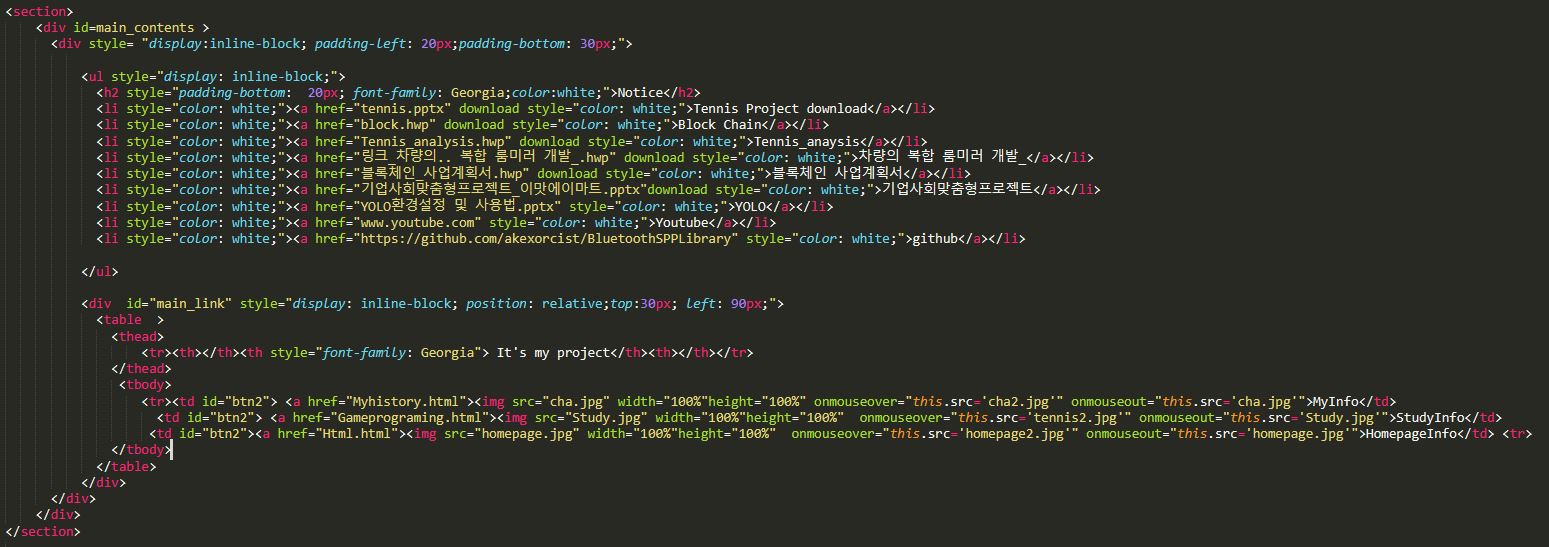 <section>
<div id=main_contents >
<div style= "display:inline-block; padding-left: 20px;padding-bottom: 30px;">
<ul style="display: inline-block;">
<h2 style="padding-bottom:  20px; font-family: Georgia;color:white;">Notice</h2>
<li style="color: white;"><a href="tennis.pptx" download style="color: white;">Tennis Project download</a></li>
<li style="color: white;"><a href="block.hwp" download style="color: white;">Block Chain</a></li>
<li style="color: white;"><a href="Tennis_analysis.hwp" download style="color: white;">Tennis_anaysis</a></li>
<li style="color: white;"><a href="링크 차량의.. 복합 룸미러 개발_.hwp" download style="color: white;">차량의 복합 룸미러 개발_</a></li>
<li style="color: white;"><a href="블록체인_사업계획서.hwp" download style="color: white;">블록체인 사업계획서</a></li>
<li style="color: white;"><a href="기업사회맞춤형프로젝트_이맛에이마트.pptx"download style="color: white;">기업사회맞춤형프로젝트</a></li>
<li style="color: white;"><a href="YOLO환경설정 및 사용법.pptx" style="color: white;">YOLO</a></li>
<li style="color: white;"><a href="www.youtube.com" style="color: white;">Youtube</a></li>
<li style="color: white;"><a href="https://github.com/akexorcist/BluetoothSPPLibrary" style="color: white;">github</a></li>
</ul>
<div  id="main_link" style="display: inline-block; position: relative;top:30px; left: 90px;">
<table  >
<thead>
<tr><th></th><th style="font-family: Georgia"> It's my project</th><th></th></tr>
</thead>
<tbody>
<tr><td id="btn2"> <a href="Myhistory.html"><img src="cha.jpg" width="100%"height="100%" onmouseover="this.src='cha2.jpg'" onmouseout="this.src='cha.jpg'">MyInfo</td>
<td id="btn2"> <a href="Gameprograming.html"><img src="Study.jpg" width="100%"height="100%"  onmouseover="this.src='tennis2.jpg'" onmouseout="this.src='Study.jpg'">StudyInfo</td>
<td id="btn2"><a href="Html.html"><img src="homepage.jpg" width="100%"height="100%"  onmouseover="this.src='homepage2.jpg'" onmouseout="this.src='homepage.jpg'">HomepageInfo</td> <tr>
</tbody>
</table>
</div>
</div>
</div>
</section>